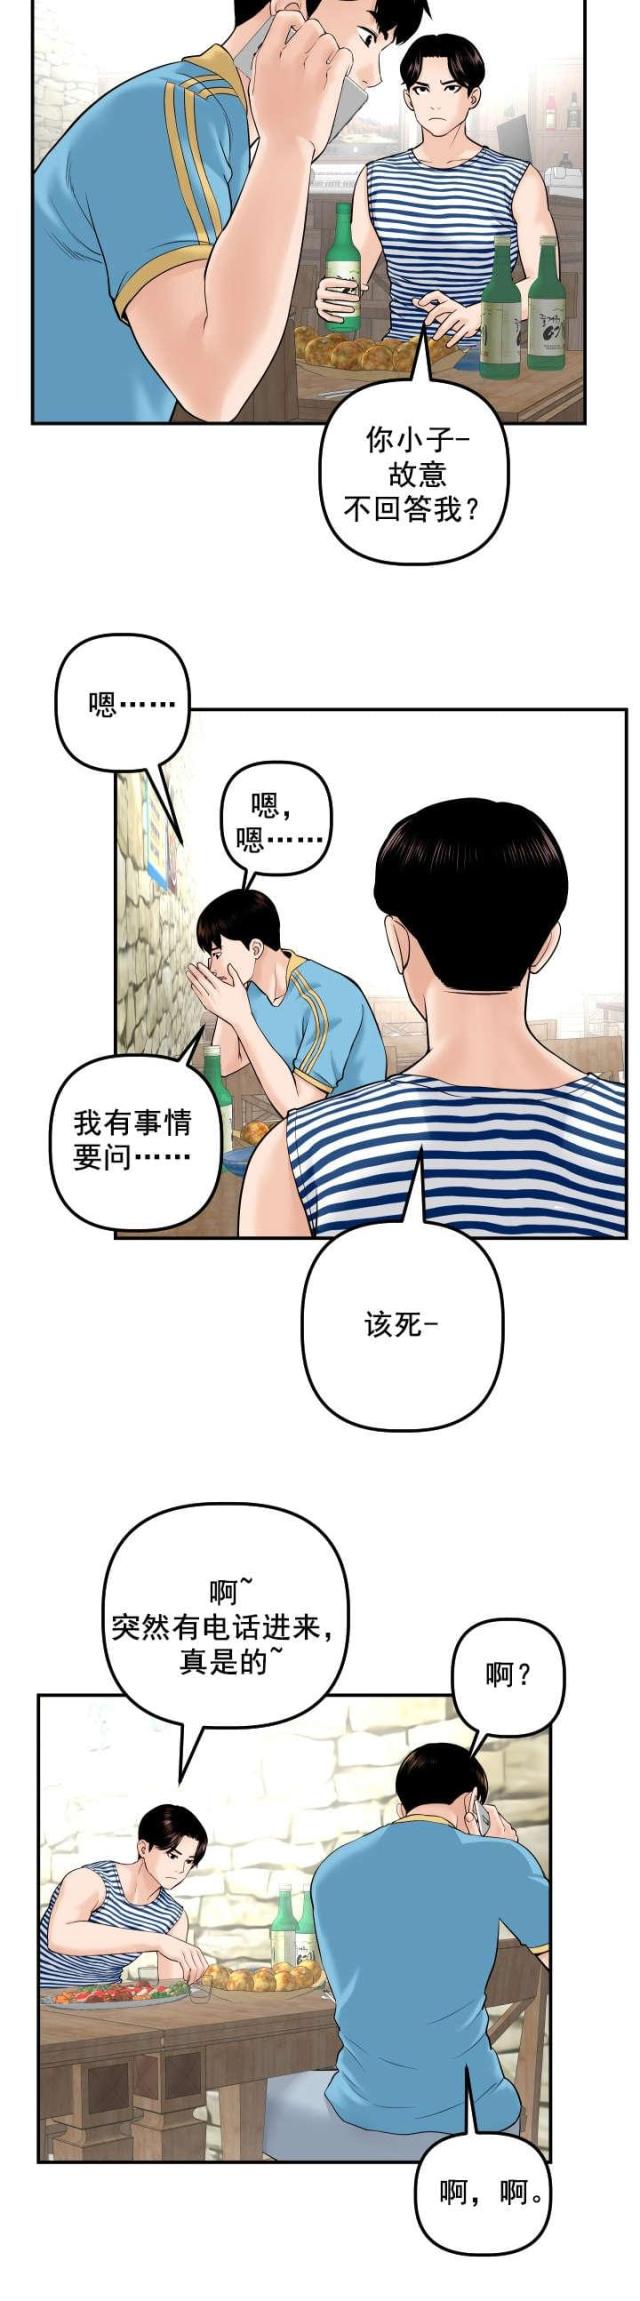 你小子-
故意
不回答我？
嗯……
嗯，
嗯……
我有事情
要问……
该死-
啊~
突然有电话进来，
真是的~
啊？
啊，啊。